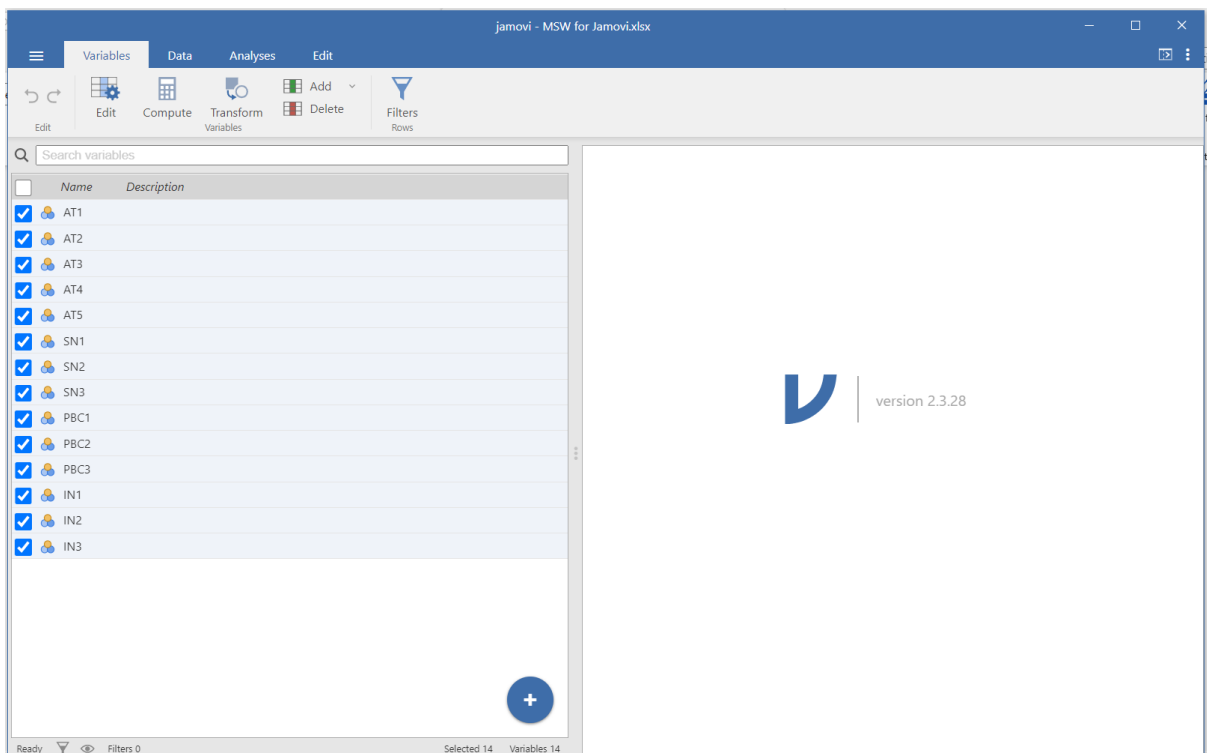 jamovi - MSW for Jamovi.xlsx
Variables Data Analyses Edit
Edit Compute Transform Add Delete Filters
Edit Variables Rows
Search variables
Name Description
AT1
AT2
AT3
AT4
AT5
SN1
SN2
SN3
PBC1
PBC2
PBC3
IN1
IN2
IN3
version 2.3.28
Ready Filters 0 Selected 14 Variables 14